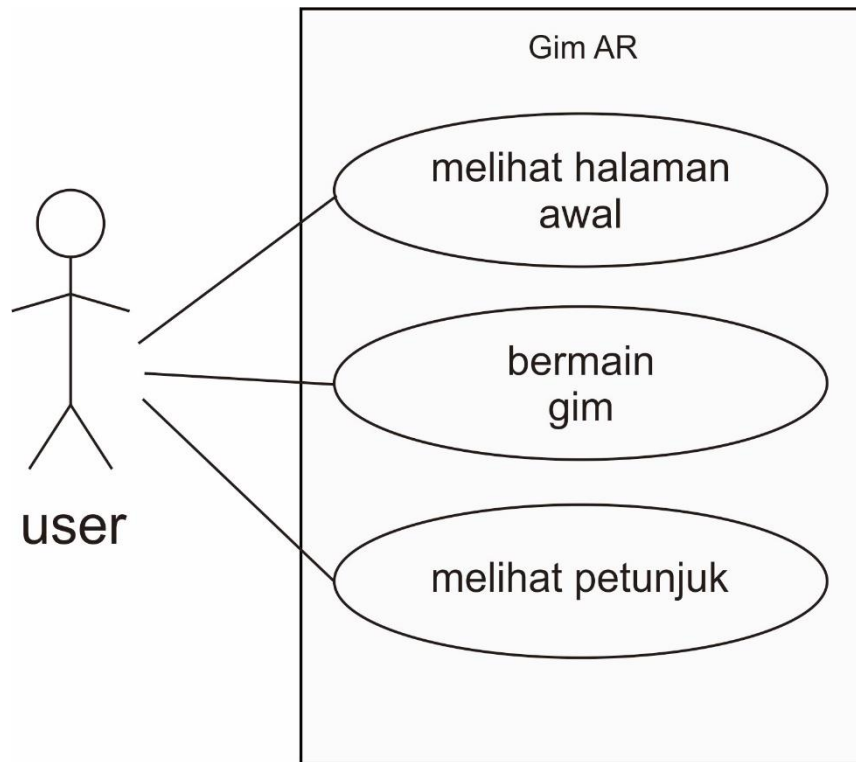 Gim AR
melihat halaman
awal
bermain
gim
melihat petunjuk
user